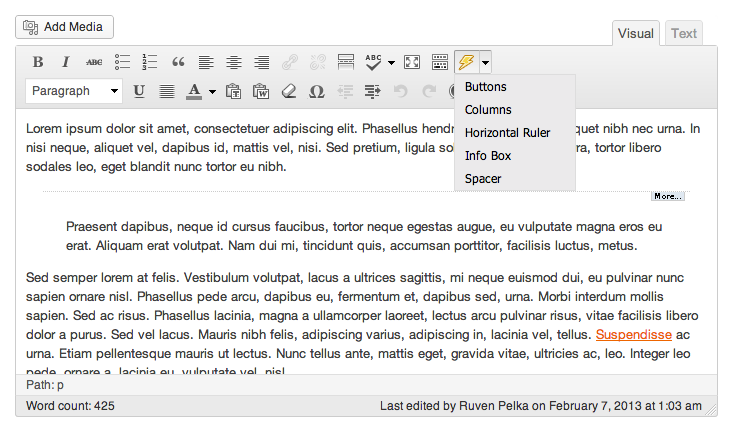 Add Media
Visual Text
B I ABC ABC
Paragraph U A Ω
Buttons
Columns
Horizontal Ruler
Info Box
Spacer
Lorem ipsum dolor sit amet, consectetuer adipiscing elit. Phasellus quet nibh nec urna. In
nisi neque, aliquet vel, dapibus id, mattis vel, nisi. Sed pretium, ligula tortor libero
sodales leo, eget blandit nunc tortor eu nibh.
More...
Praesent dapibus, neque id cursus faucibus, tortor neque egestas augue, eu vulputate magna eros eu
erat. Aliquam erat volutpat. Nam dui mi, tincidunt quis, accumsan porttitor, facilisis luctus, metus.
Sed semper lorem at felis. Vestibulum volutpat, lacus a ultrices sagittis, mi neque euismod dui, eu pulvinar nunc
sapien ornare nisl. Phasellus pede arcu, dapibus eu, fermentum et, dapibus sed, urna. Morbi interdum mollis
sapien. Sed ac risus. Phasellus lacinia, magna a ullamcorper laoreet, lectus arcu pulvinar risus, vitae facilisis libero
dolor a purus. Sed vel lacus. Mauris nibh felis, adipiscing varius, adipiscing in, lacinia vel, tellus. Suspendisse ac
urna. Etiam pellentesque mauris ut lectus. Nunc tellus ante, mattis eget, gravida vitae, ultricies ac, leo. Integer leo
pede, ornare a, lacinia eu, vulputate vel, nisl
Path: p
Word count: 425 Last edited by Ruven Pelka on February 7, 2013 at 1:03 am